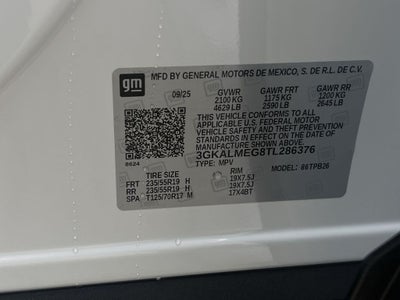 gm MFD BY GENERAL MOTORS DE MEXICO, S. DE R.L. DE C.V.
09/25 GVWR GAWR FRT GAWR RR
2100 KG 1175 KG 1200 KG
4629 LB 2590 LB 2645 LB
THIS VEHICLE CONFORMS TO ALL APPLICABLE
U.S. FEDERAL MOTOR VEHICLE SAFETY AND
THEFT PREVENTION STANDARDS IN EFFECT ON
THE DATE OF MANUFACTURE SHOWN ABOVE.
3GKALMEG8TL286376
8624 TYPE: MPV MODEL: 86TPB26
TIRE SIZE RIM
FRT 235/55R19 H 19X7.5J
RR 235/55R19 H 19X7.5J
SPA T125/70R17 M 17X4BT